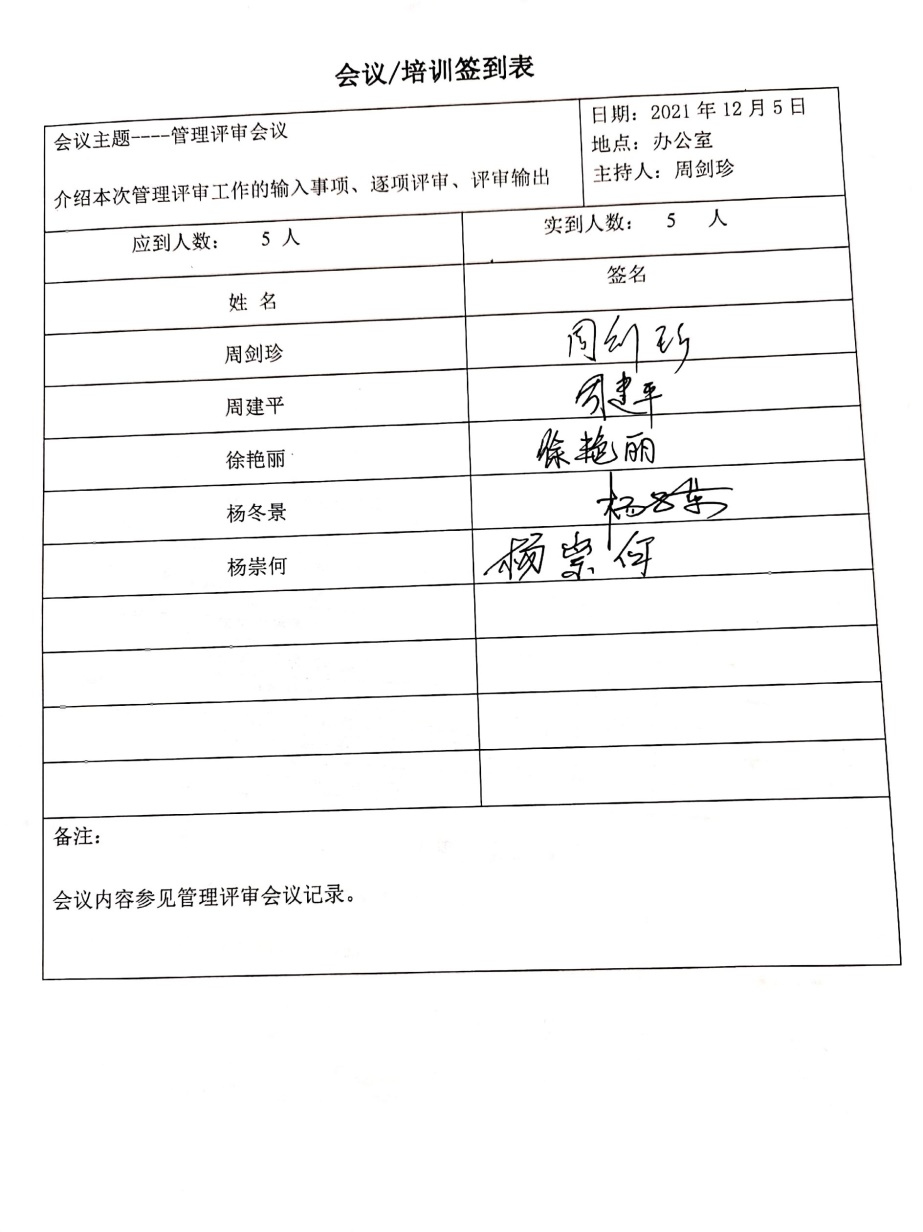 会议/培训签到表
会议主题----管理评审会议
介绍本次管理评审工作的输入事项、逐项评审、评审输出
日期：2021年12月5日
地点：办公室
主持人：周剑珍
应到人数： 5 人
实到人数： 5 人
姓 名
签名
周剑珍
周剑珍
周建平
周建平
徐艳丽
徐艳丽
杨冬景
杨冬景
杨崇何
杨崇何
备注：
会议内容参见管理评审会议记录。